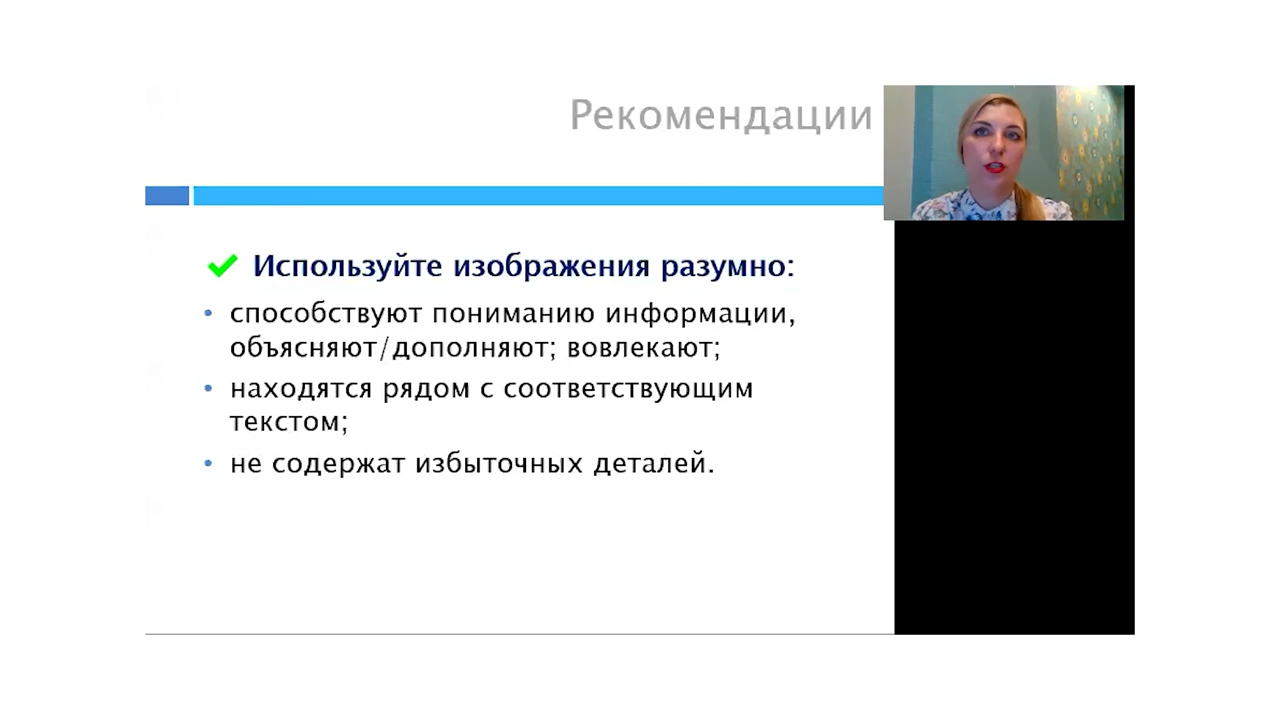 Рекомендации
Используйте изображения разумно:
• способствуют пониманию информации,
объясняют/дополняют; вовлекают;
• находятся рядом с соответствующим
текстом;
• не содержат избыточных деталей.